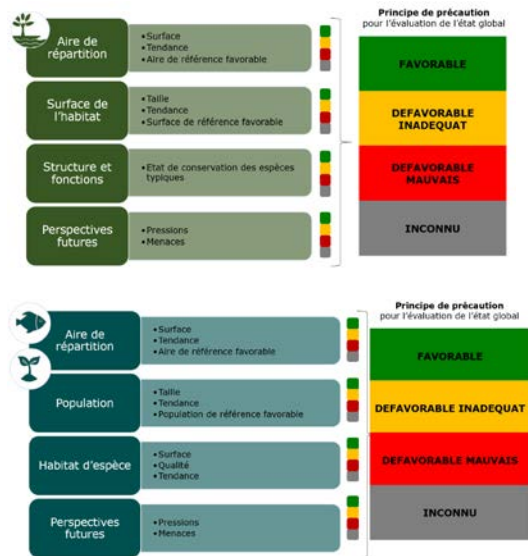 Principe de précaution
pour l'évaluation de l'état global
Aire de
répartition
•Surface
•Tendance
•Aire de référence favorable
Surface de
l'habitat
•Taille
•Tendance
•Surface de référence favorable
Structure et
fonctions
•Etat de conservation des espèces
typiques
Perspectives
futures
•Pressions
•Menaces
FAVORABLE
DEFAVORABLE
INADEQUAT
DEFAVORABLE
MAUVAIS
INCONNU
Principe de précaution
pour l'évaluation de l'état global
Aire de
répartition
•Surface
•Tendance
•Aire de référence favorable
Population
•Taille
•Tendance
•Population de référence favorable
Habitat d'espèce
•Surface
•Qualité
•Tendance
Perspectives
futures
•Pressions
•Menaces
FAVORABLE
DEFAVORABLE INADEQUAT
DEFAVORABLE MAUVAIS
INCONNU